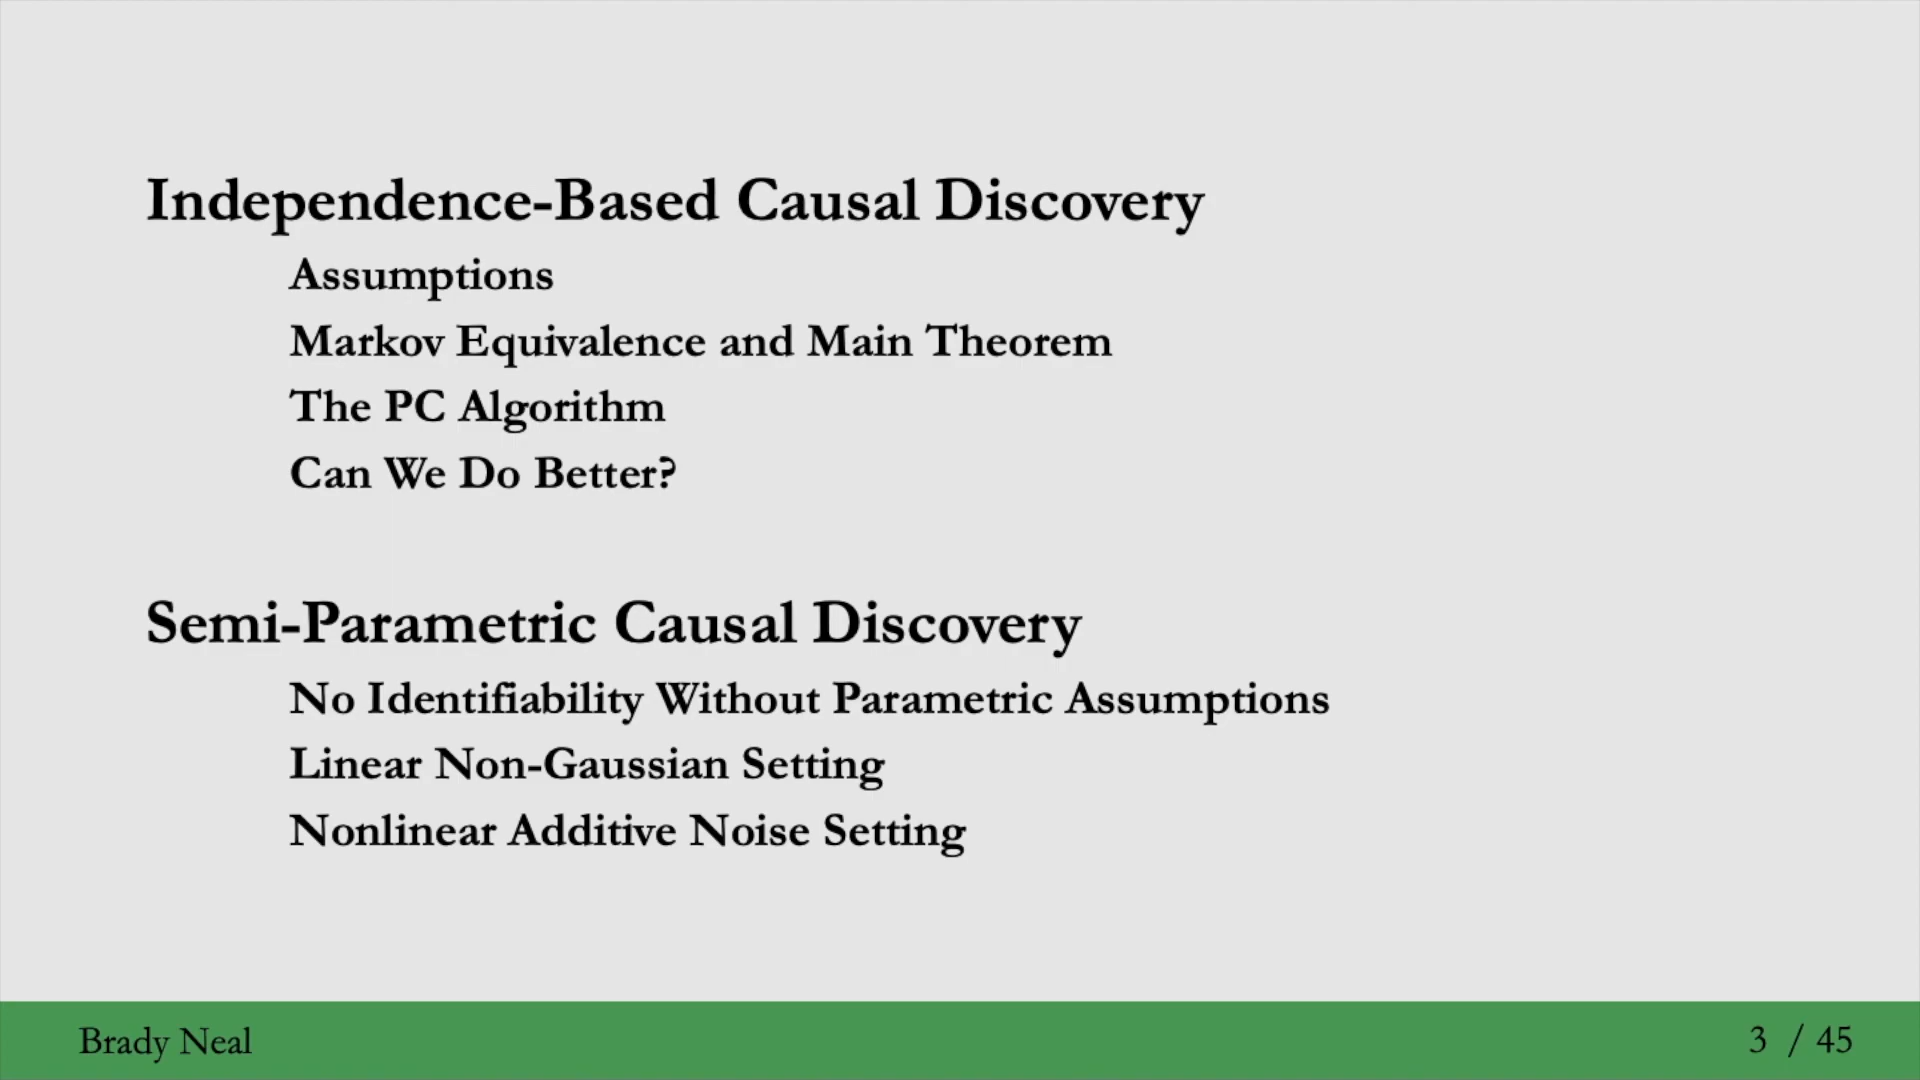 Independence-Based Causal Discovery
Assumptions
Markov Equivalence and Main Theorem
The PC Algorithm
Can We Do Better?
Semi-Parametric Causal Discovery
No Identifiability Without Parametric Assumptions
Linear Non-Gaussian Setting
Nonlinear Additive Noise Setting
Brady Neal
3 / 45